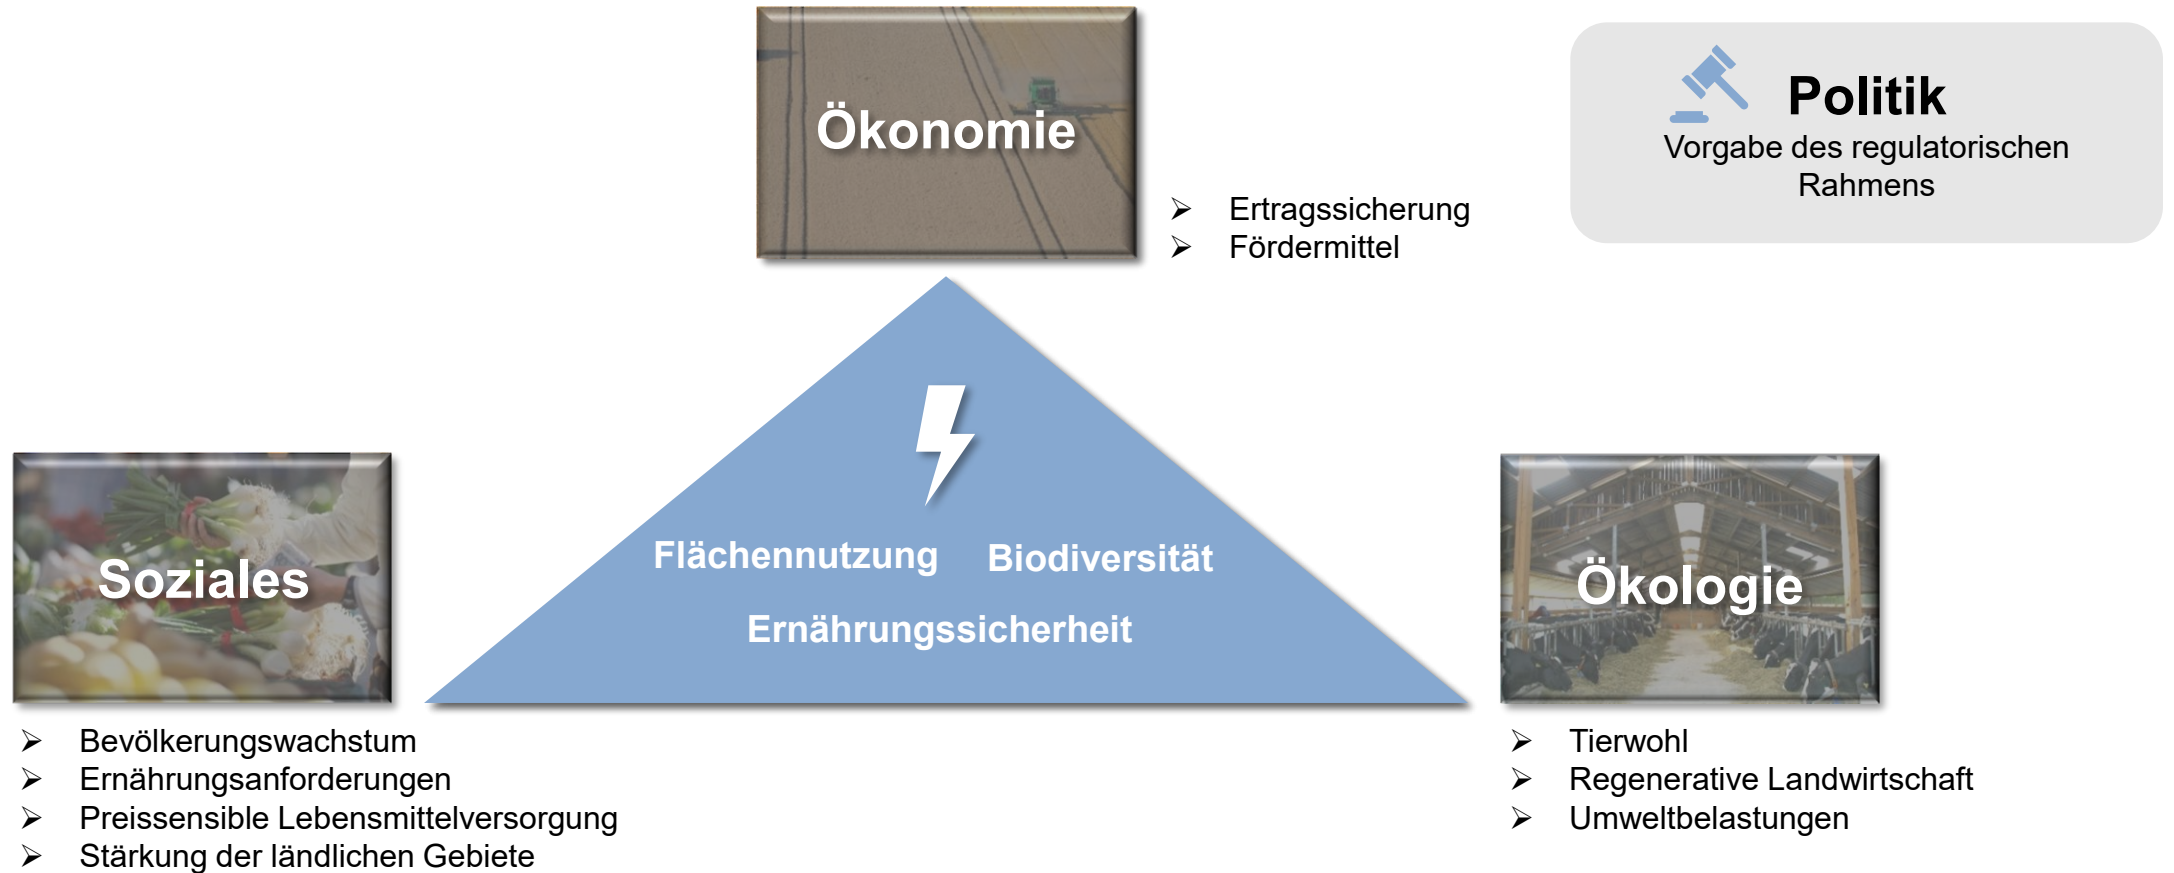 Ökonomie
Politik
Vorgabe des regulatorischen
Rahmens
➢ Ertragssicherung
➢ Fördermittel
Flächennutzung
Biodiversität
Ernährungssicherheit
Soziales
➢ Bevölkerungswachstum
➢ Ernährungsanforderungen
➢ Preissensible Lebensmittelversorgung
➢ Stärkung der ländlichen Gebiete
Ökologie
➢ Tierwohl
➢ Regenerative Landwirtschaft
➢ Umweltbelastungen